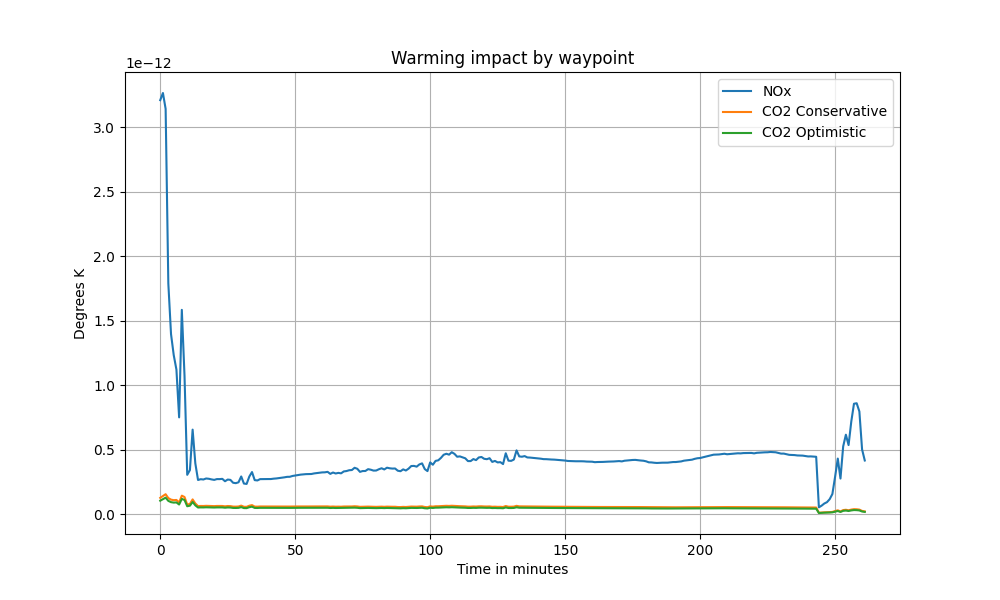 Warming impact by waypoint
1e−12
NOx
CO2 Conservative
CO2 Optimistic
3.0
2.5
2.0
1.5
1.0
0.5
0.0
Degrees K
0 50 100 150 200 250
Time in minutes